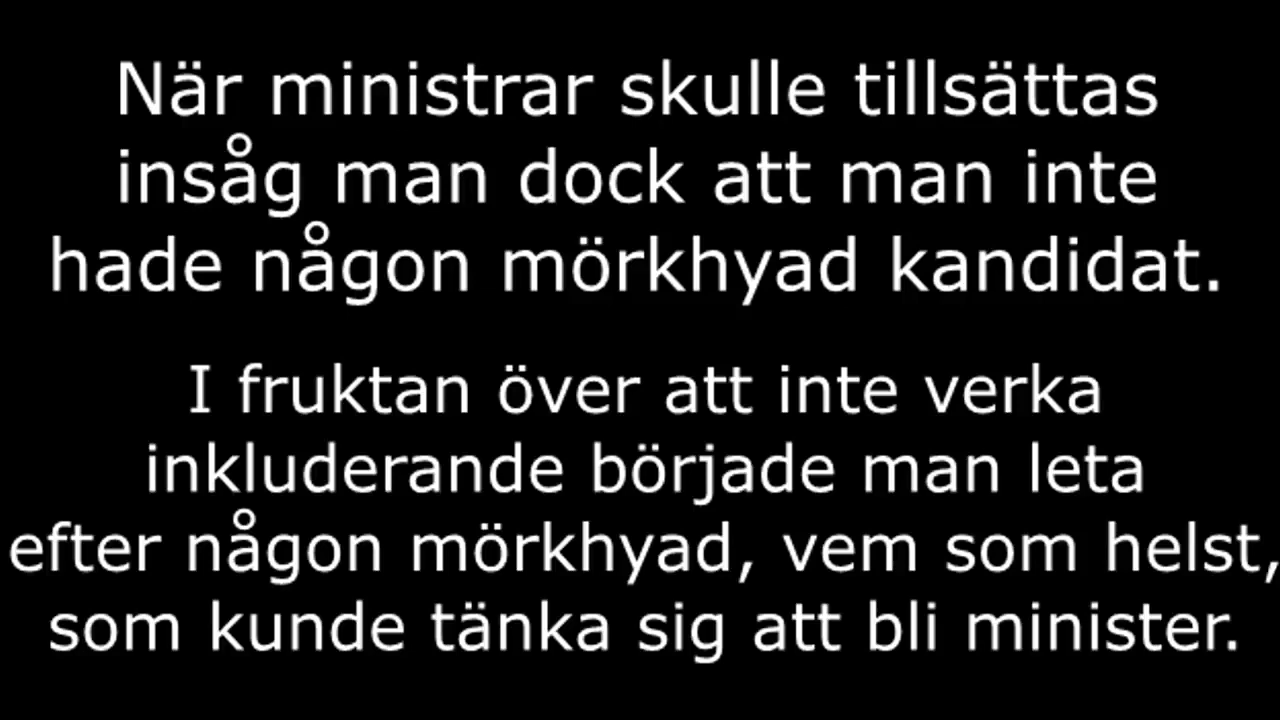 När ministrar skulle tillsättas
insåg man dock att man inte
hade någon mörkhyad kandidat.
I fruktan över att inte verka
inkluderande började man leta
efter någon mörkhyad, vem som helst,
som kunde tänka sig att bli minister.